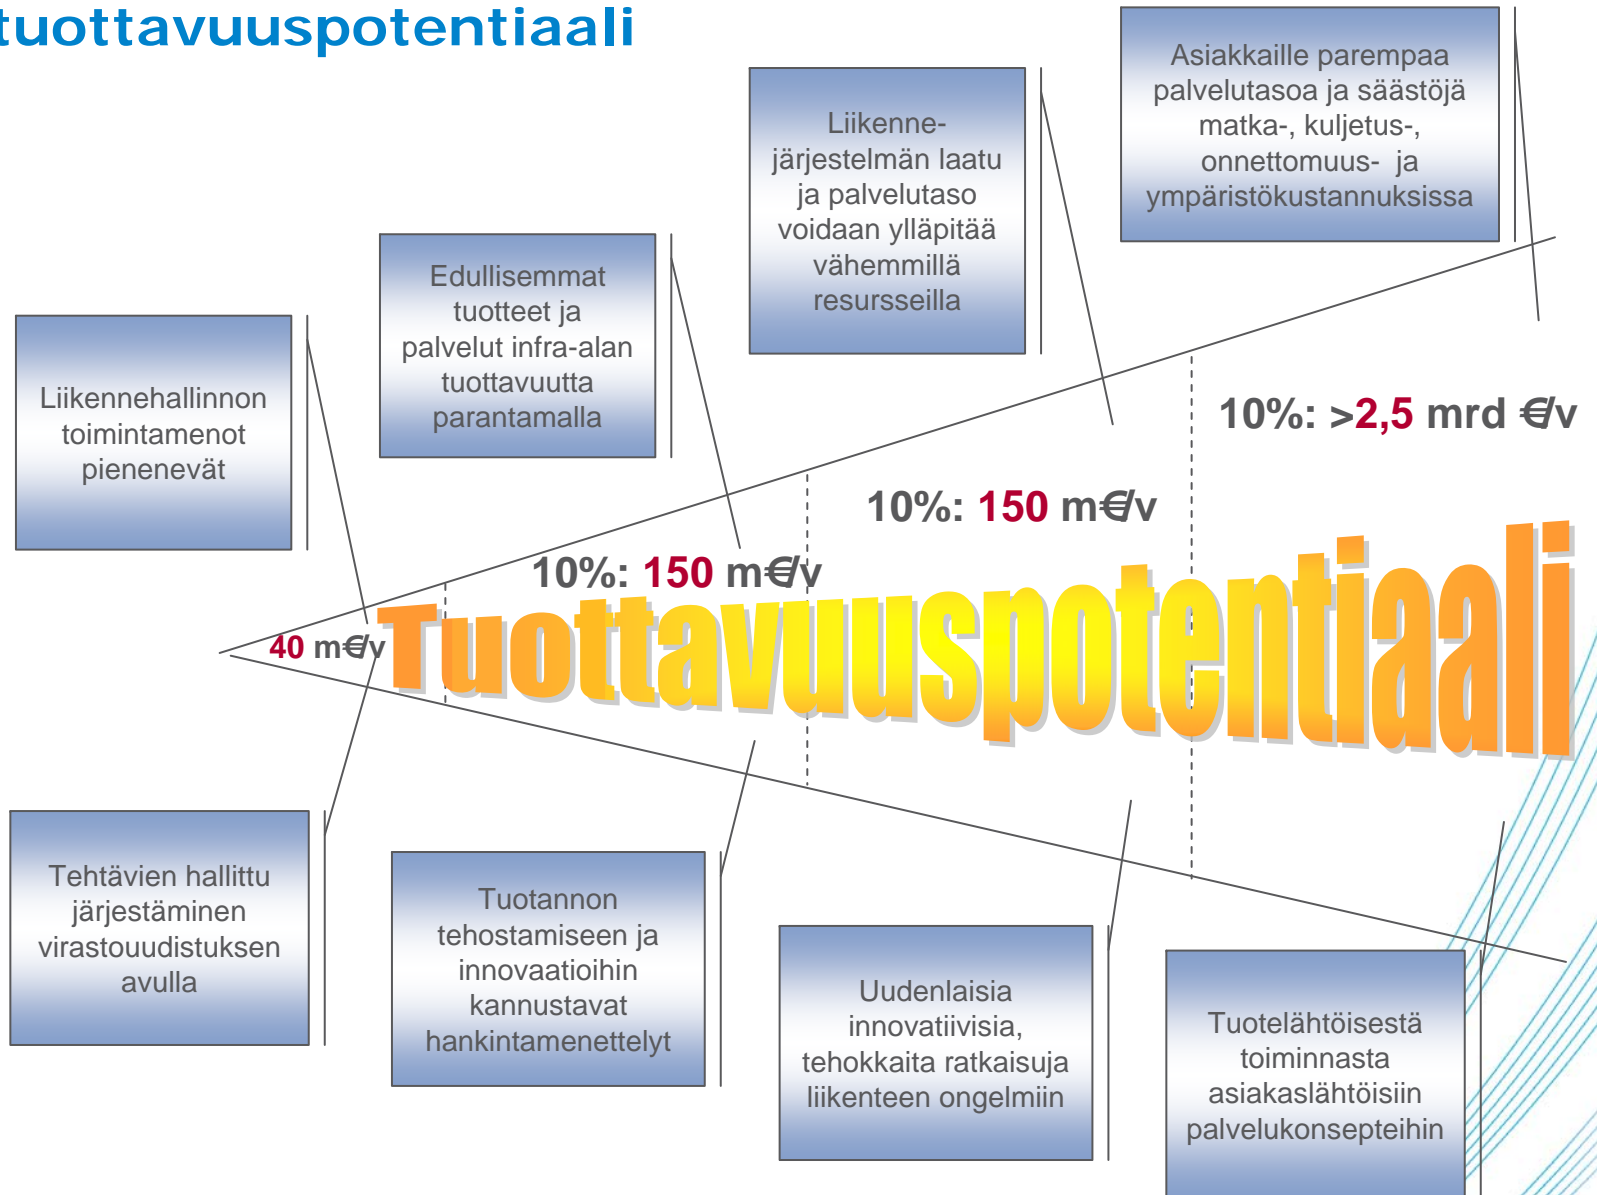 tuottavuuspotentiaali
Asiakkaille parempaa
palvelutasoa ja säästöjä
matka-, kuljetus-,
onnettomuus- ja
ympäristökustannuksissa
Liikenne-
järjestelmän laatu
ja palvelutaso
voidaan ylläpitää
vähemmillä
resursseilla
Edullisemmat
tuotteet ja
palvelut infra-alan
tuottavuutta
parantamalla
Liikennehallinnon
toimintamenot
pienenevät
10%: >2,5 mrd €/v
10%: 150 m€/v
10%: 150 m€/v
40 m€/v
Tuottavuuspotentiaali
Tehtävien hallittu
järjestäminen
virastouudistuksen
avulla
Tuotannon
tehostamiseen ja
innovaatioihin
kannustavat
hankintamenettelyt
Uudenlaisia
innovatiivisia,
tehokkaita ratkaisuja
liikenteen ongelmiin
Tuotelähtöisestä
toiminnasta
asiakaslähtöisiin
palvelukonsepteihin